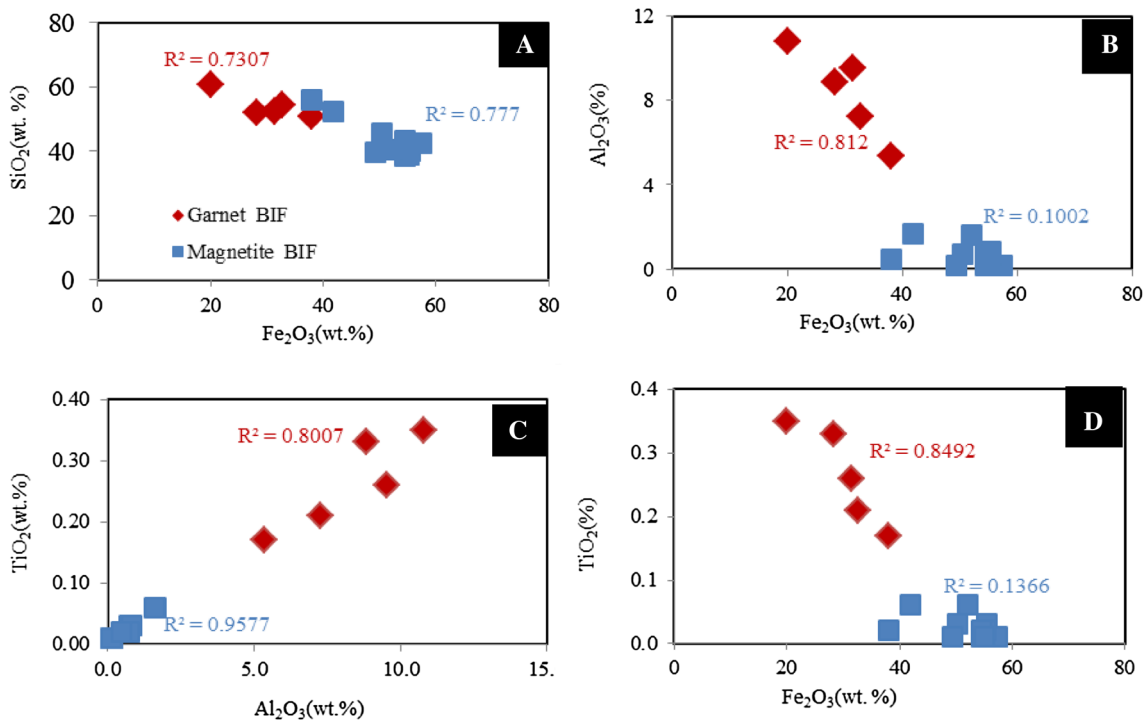 A
80
60
40
20
0
SiO₂(wt. %)
R² = 0.7307
R² = 0.777
Garnet BIF
Magnetite BIF
0 20 40 60 80
Fe₂O₃(wt.%)
B
12
8
4
0
Al₂O₃(%)
R² = 0.812
R² = 0.1002
0 20 40 60 80
Fe₂O₃(wt.%)
C
0.40
0.30
0.20
0.10
0.00
TiO₂(wt.%)
R² = 0.8007
R² = 0.9577
0.0 5.0 10.0 15.
Al₂O₃(wt.%)
D
0.4
0.3
0.2
0.1
0.0
TiO₂(%)
R² = 0.8492
R² = 0.1366
0 20 40 60 80
Fe₂O₃(wt.%)